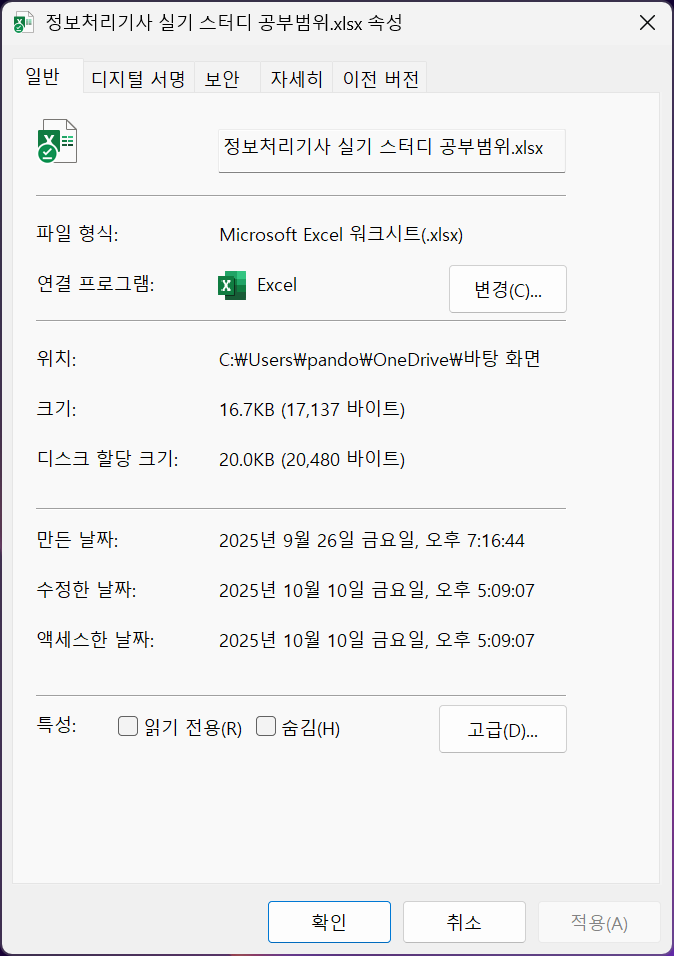 정보처리기사 실기 스터디 공부범위.xlsx 속성
일반 디지털 서명 보안 자세히 이전 버전
정보처리기사 실기 스터디 공부범위.xlsx
파일 형식: Microsoft Excel 워크시트(.xlsx)
연결 프로그램: Excel 변경(C)...
위치: C:₩Users₩pando₩OneDrive₩바탕 화면
크기: 16.7KB (17,137 바이트)
디스크 할당 크기: 20.0KB (20,480 바이트)
만든 날짜: 2025년 9월 26일 금요일, 오후 7:16:44
수정한 날짜: 2025년 10월 10일 금요일, 오후 5:09:07
액세스한 날짜: 2025년 10월 10일 금요일, 오후 5:09:07
특성: 읽기 전용(R) 숨김(H) 고급(D)...
확인 취소 적용(A)